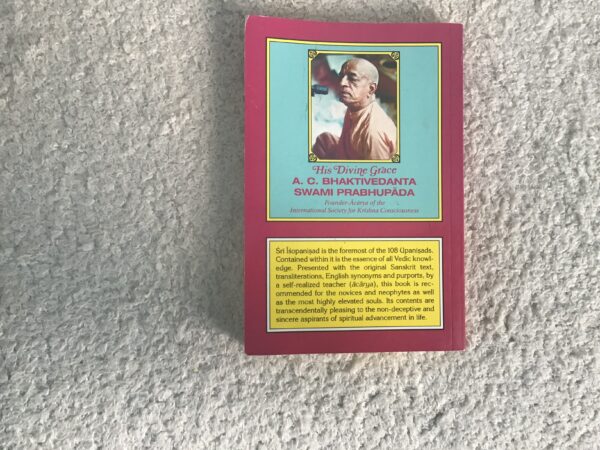 His Divine Grace
A. C. BHAKTIVEDANTA
SWAMI PRABHUPĀDA
Founder-Ācārya of the
International Society for Krishna Consciousness
Śrī Īśopaniṣad is the foremost of the 108 Upaniṣads.
Contained within it is the essence of all Vedic knowl-
edge. Presented with the original Sanskrit text,
transliterations, English synonyms and purports, by
a self-realized teacher (ācārya), this book is rec-
ommended for the novices and neophytes as well
as the most highly elevated souls. Its contents are
transcendentally pleasing to the non-deceptive and
sincere aspirants of spiritual advancement in life.